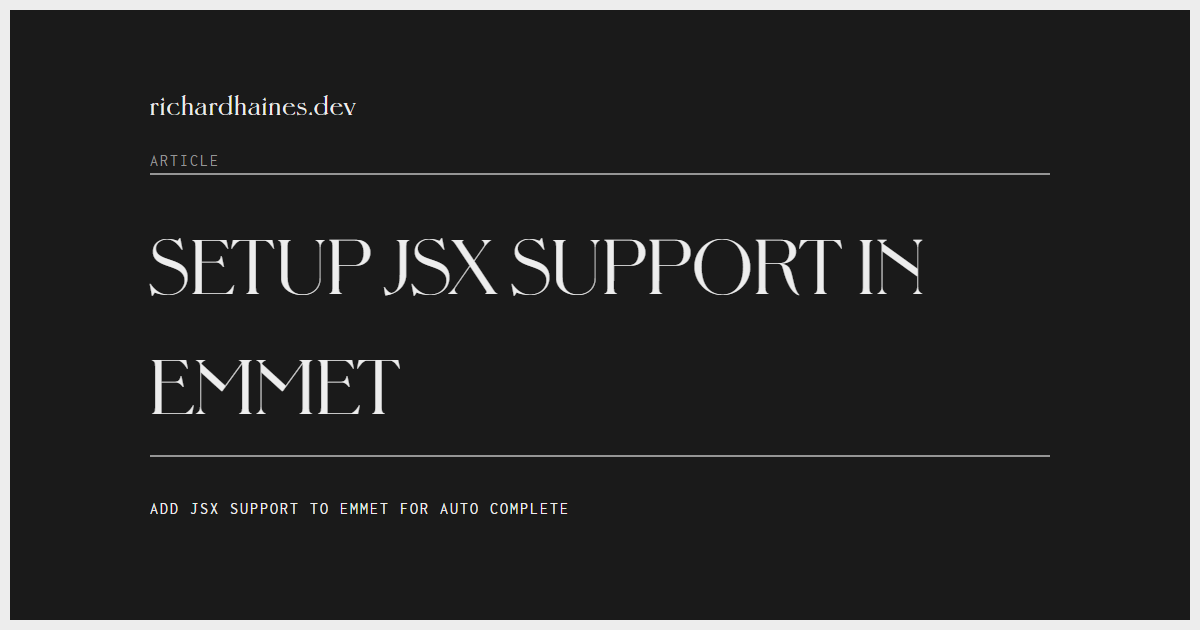 richardhaines.dev
ARTICLE
SETUP JSX SUPPORT IN
EMMET
ADD JSX SUPPORT TO EMMET FOR AUTO COMPLETE